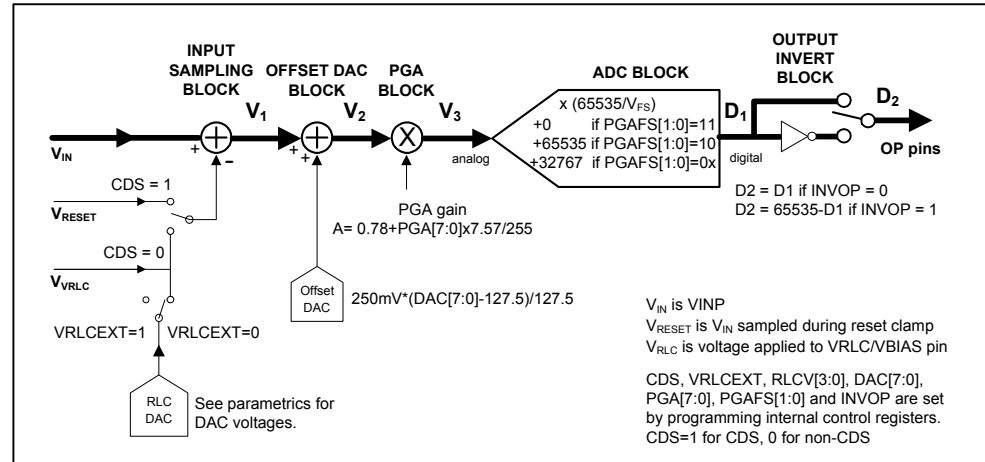 INPUT
SAMPLING
BLOCK
OFFSET DAC
BLOCK
PGA
BLOCK
ADC BLOCK
OUTPUT
INVERT
BLOCK
V1
V2
V3
D1
D2
x (65535/VFS)
+0 if PGAFS[1:0]=11
+65535 if PGAFS[1:0]=10
+32767 if PGAFS[1:0]=0x
VIN
+
-
+
+
X
analog
digital
OP pins
CDS = 1
VRESET
PGA gain
A= 0.78+PGA[7:0]x7.57/255
D2 = D1 if INVOP = 0
D2 = 65535-D1 if INVOP = 1
CDS = 0
VVRLC
Offset
DAC
250mV*(DAC[7:0]-127.5)/127.5
VRLCEXT=1 VRLCEXT=0
VIN is VINP
VRESET is VIN sampled during reset clamp
VRLC is voltage applied to VRLC/VBIAS pin
RLC
DAC
See parametrics for
DAC voltages.
CDS, VRLCEXT, RLCV[3:0], DAC[7:0],
PGA[7:0], PGAFS[1:0] and INVOP are set
by programming internal control registers.
CDS=1 for CDS, 0 for non-CDS